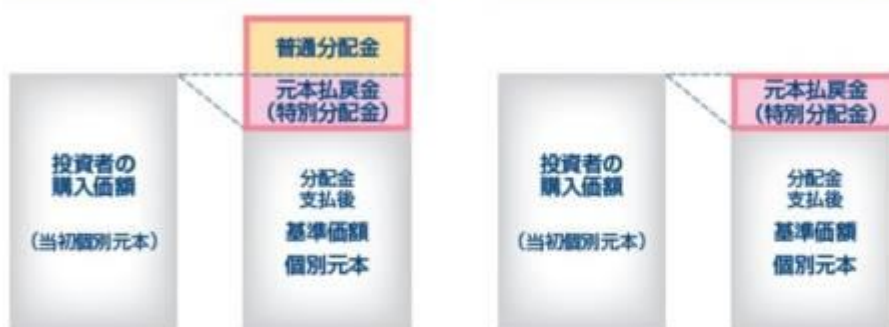 投資者の
購入価額
（当初個別元本）
普通分配金
元本払戻金
（特別分配金）
分配金
支払後
基準価額
個別元本
投資者の
購入価額
（当初個別元本）
元本払戻金
（特別分配金）
分配金
支払後
基準価額
個別元本